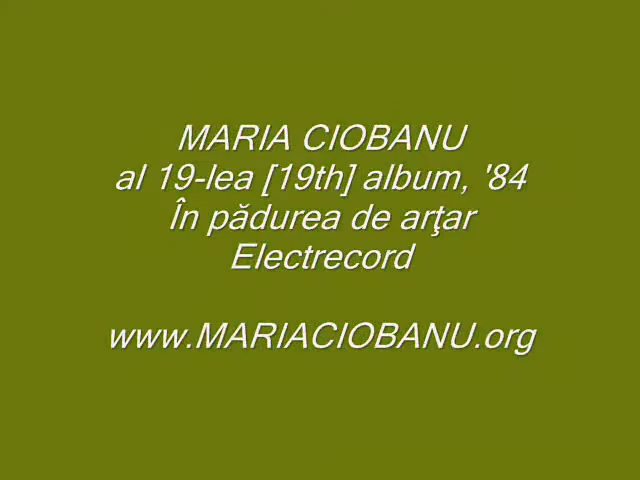 MARIA CIOBANU
al 19-lea [19th] album, '84
În pădurea de arţar
Electrecord
www.MARIACIOBANU.org